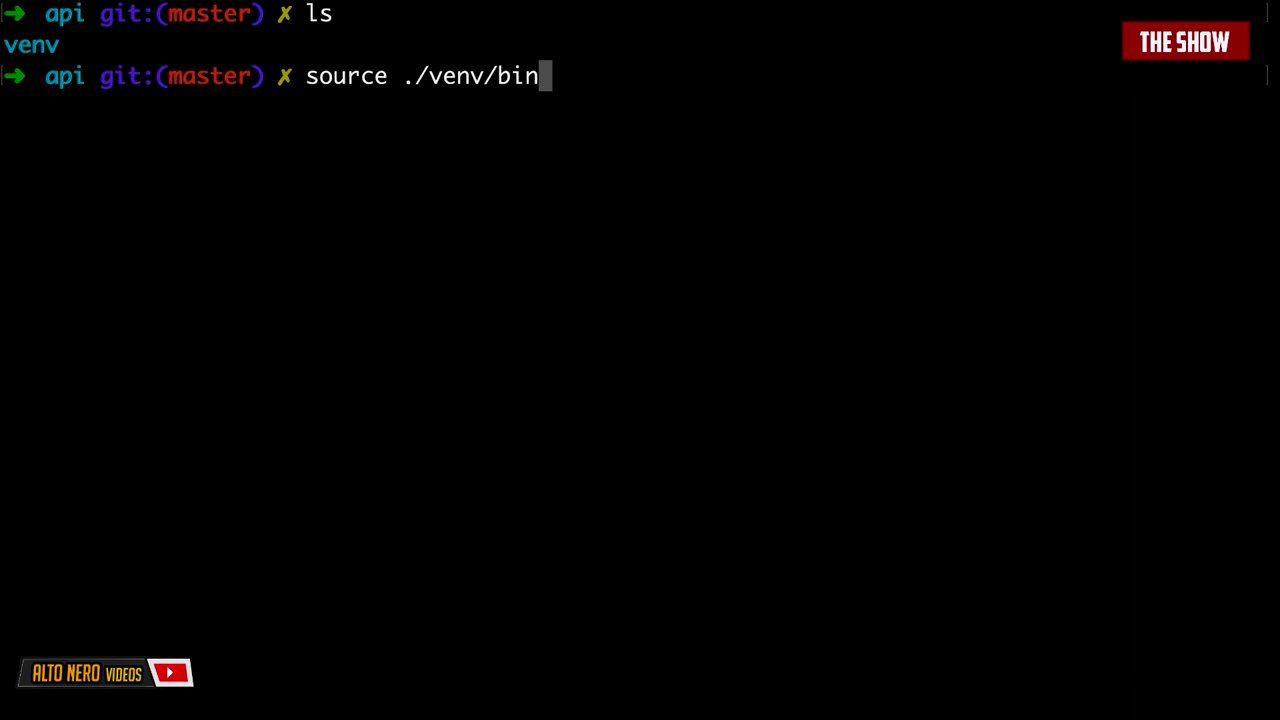 ➜ api git:(master) ✗ ls
venv
➜ api git:(master) ✗ source ./venv/bin
THE SHOW
ALTO NERO VIDEOS